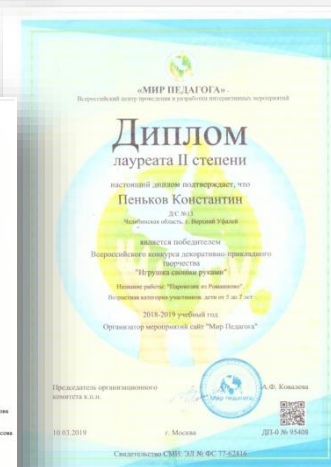 «МИР ПЕДАГОГА»
Всероссийский центр проведения и разработки интерактивных мероприятий
Диплом
лауреата II степени
настоящий диплом подтверждает, что
Пеньков Константин
Д/С №13
Челябинская область, г. Верхний Уфалей
является победителем
Всероссийского конкурса декоративно прикладного
творчества
"Игрушка своими руками"
Название работы: "Паровозик из Ромашково".
Возрастная категория участников: дети от 5 до 7 лет
2018-2019 учебный год
Организатор мероприятий сайт "Мир Педагога"
Председатель организационного
комитета к.п.н.
А.Ф. Ковалева
Мир педагога
10.03.2019
г. Москва
ДП-0 № 95408
Свидетельство СМИ: ЭЛ № ФС 77-62416